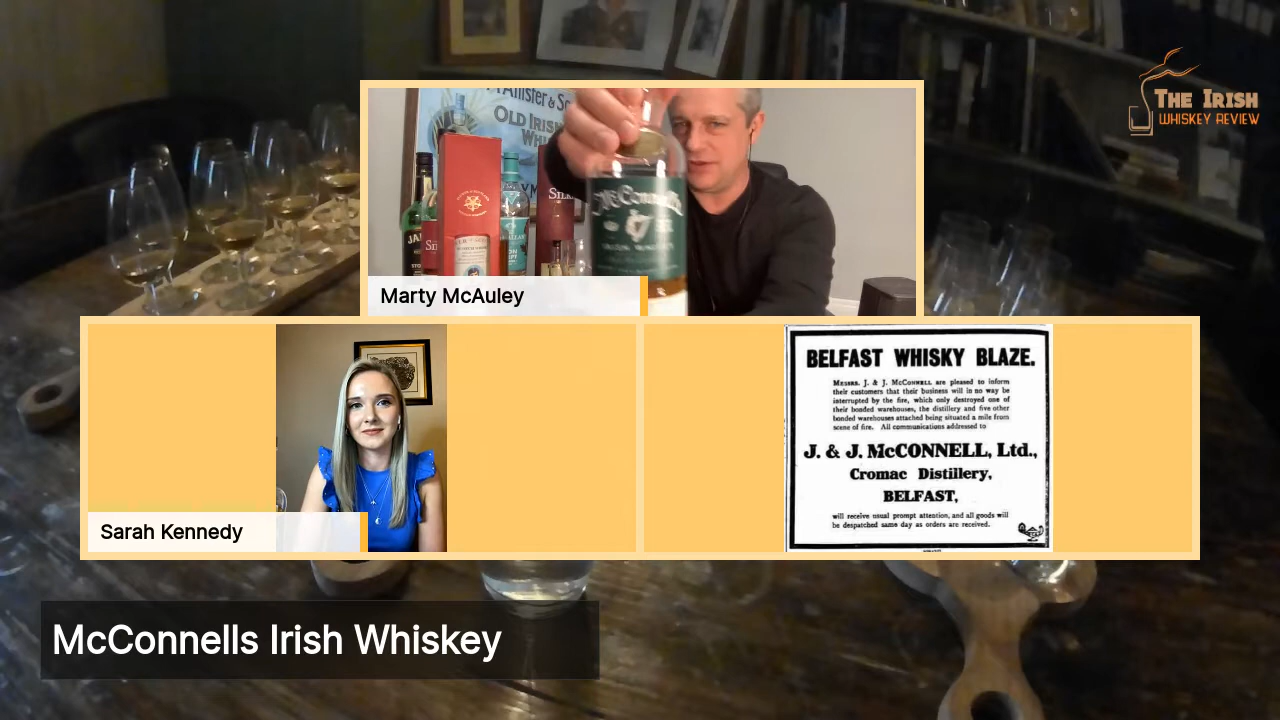 THE IRISH
WHISKEY REVIEW
OLD IRISH
McConnell's
Marty McAuley
BELFAST WHISKY BLAZE.
MESSRS. J. & J. McCONNELL are pleased to inform
their customers that their business will in no way be
interrupted by the fire, which only destroyed one of
their bonded warehouses, the distillery and five other
bonded warehouses attached being situated a mile from
scene of fire. All communications addressed to
J. & J. McCONNELL, Ltd.,
Cromac Distillery,
BELFAST,
will receive usual prompt attention, and all goods will
be despatched same day as orders are received.
Sarah Kennedy
McConnells Irish Whiskey